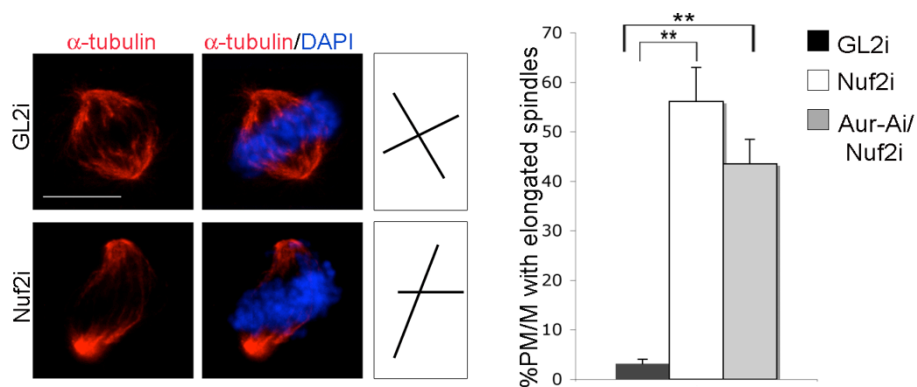 α-tubulin
α-tubulin/DAPI
GL2i
Nuf2i
%PM/M with elongated spindles
70
60
50
40
30
20
10
0
**
**
GL2i
Nuf2i
Aur-Ai/
Nuf2i